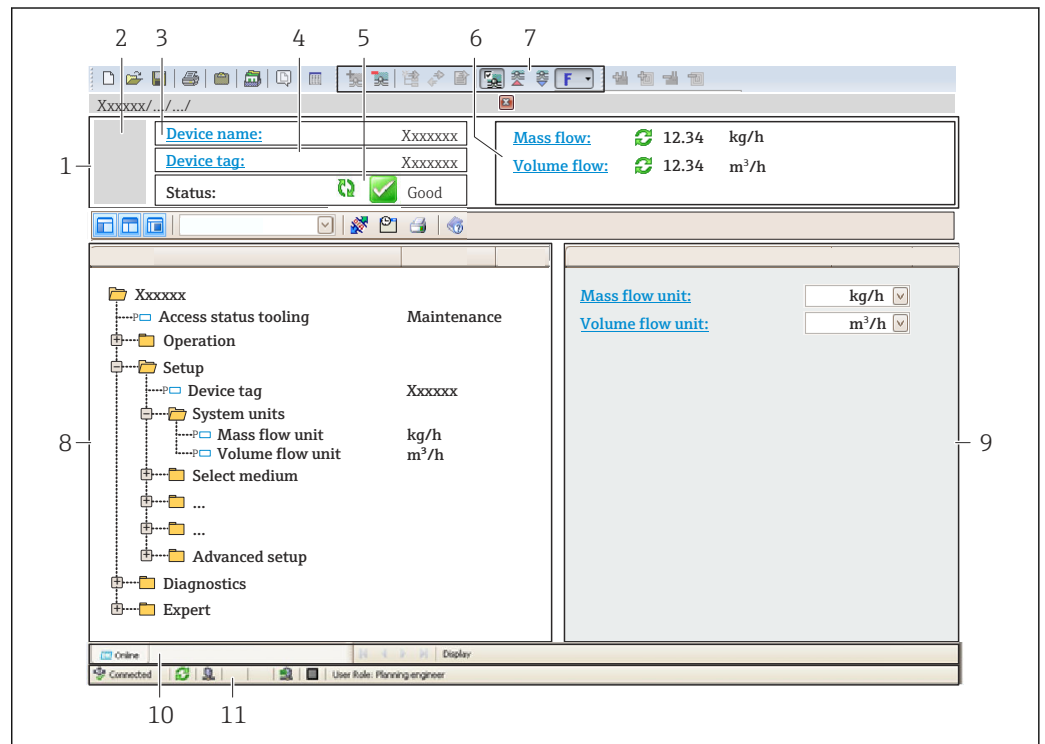 2 3 4 5 6 7
F
Xxxxxx/.../.../
1
Device name: Xxxxxxx
Device tag: Xxxxxxx
Status: Good
Mass flow: 12.34 kg/h
Volume flow: 12.34 m³/h
Xxxxxx
P Access status tooling Maintenance
Operation
Setup
P Device tag Xxxxxx
System units
P Mass flow unit kg/h
P Volume flow unit m³/h
Select medium
...
...
Advanced setup
Diagnostics
Expert
Mass flow unit: kg/h
Volume flow unit: m³/h
8
9
Online Display
Connected User Role: Planning engineer
10 11